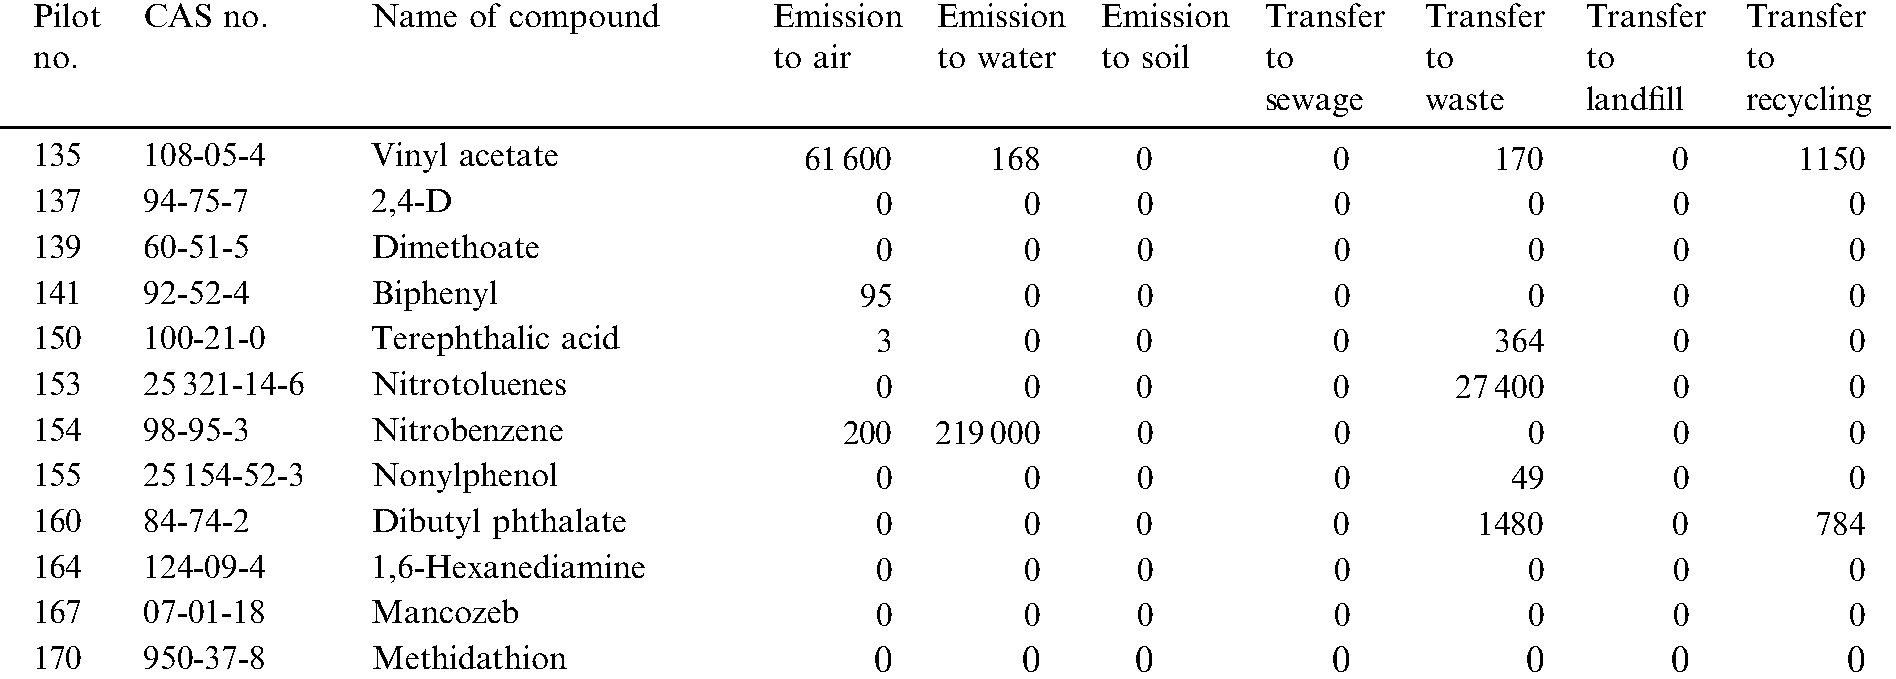 Pilot CAS no. Name of compound Emission Emission Emission Transfer Transfer Transfer Transfer
no. to air to water to soil to to to to
sewage waste landfill recycling
135 108-05-4 Vinyl acetate 61 600 168 0 0 170 0 1150
137 94-75-7 2,4-D 0 0 0 0 0 0 0
139 60-51-5 Dimethoate 0 0 0 0 0 0 0
141 92-52-4 Biphenyl 95 0 0 0 0 0 0
150 100-21-0 Terephthalic acid 3 0 0 0 364 0 0
153 25 321-14-6 Nitrotoluenes 0 0 0 0 27 400 0 0
154 98-95-3 Nitrobenzene 200 219 000 0 0 0 0 0
155 25 154-52-3 Nonylphenol 0 0 0 0 49 0 0
160 84-74-2 Dibutyl phthalate 0 0 0 0 1480 0 784
164 124-09-4 1,6-Hexanediamine 0 0 0 0 0 0 0
167 07-01-18 Mancozeb 0 0 0 0 0 0 0
170 950-37-8 Methidathion 0 0 0 0 0 0 0